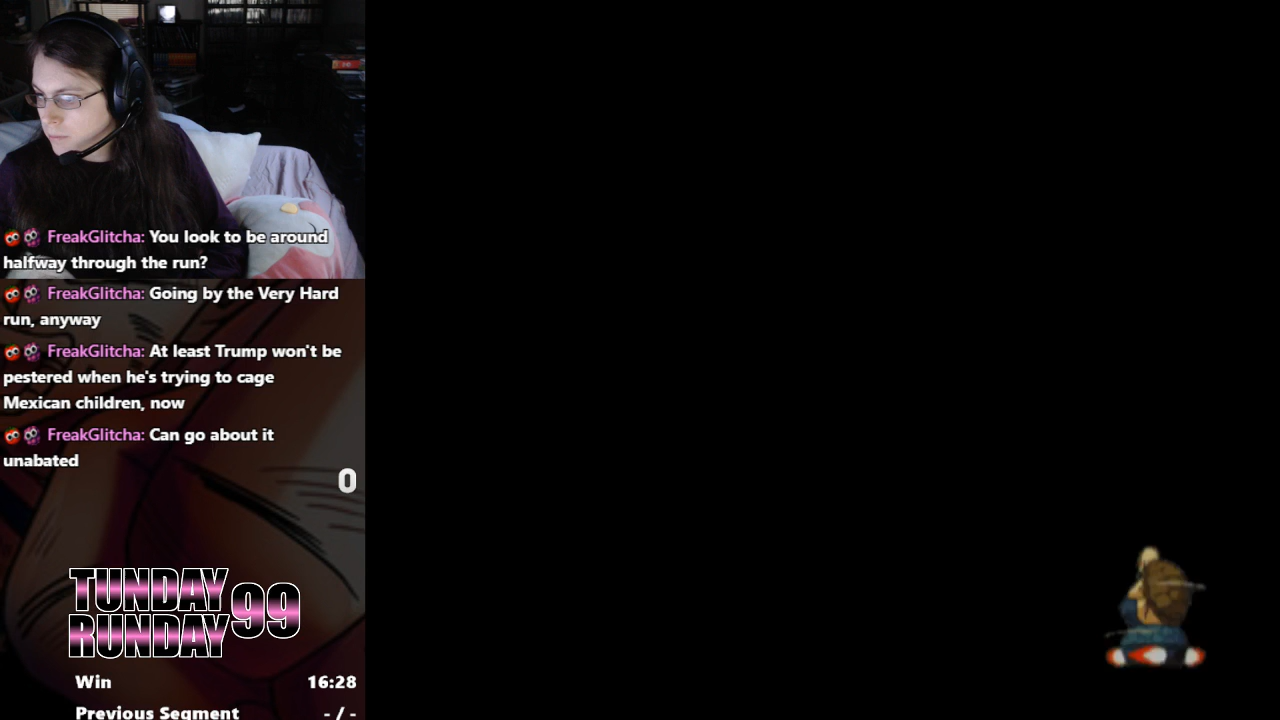 FreakGlitcha: You look to be around
halfway through the run?
FreakGlitcha: Going by the Very Hard
run, anyway
FreakGlitcha: At least Trump won't be
pestered when he's trying to cage
Mexican children, now
FreakGlitcha: Can go about it
unabated
0
TUNDAY
RUNDAY 99
Win 16:28
Previous Segment - / -